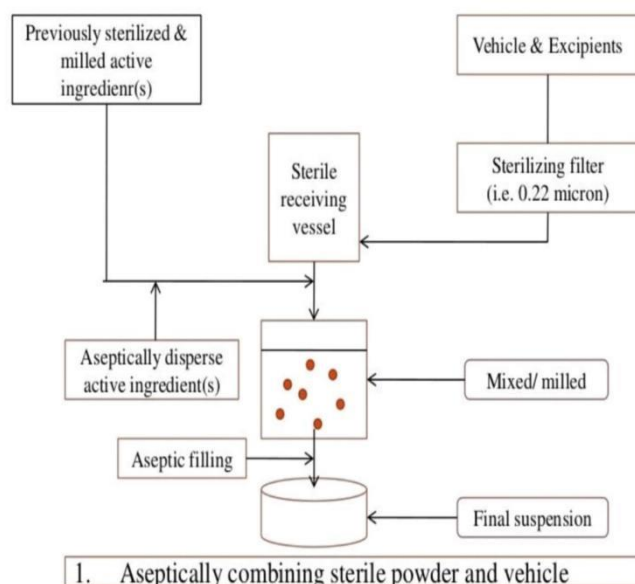 Previously sterilized &
milled active
ingredienr(s)
Vehicle & Excipients
Sterile
receiving
vessel
Sterilizing filter
(i.e. 0.22 micron)
Aseptically disperse
active ingredient(s)
Mixed/ milled
Aseptic filling
Final suspension
1. Aseptically combining sterile powder and vehicle